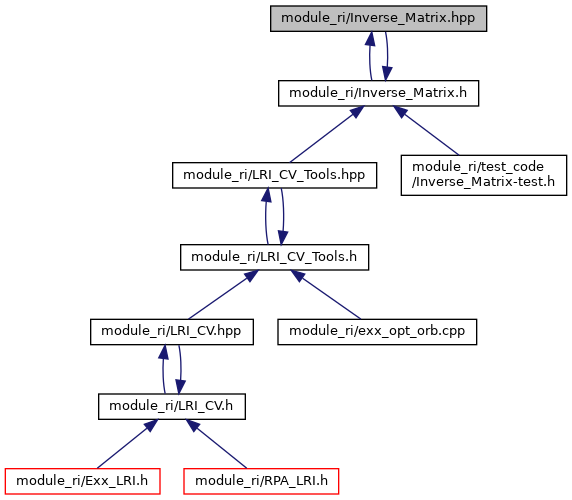 module_ri/Inverse_Matrix.hpp
module_ri/Inverse_Matrix.h
module_ri/LRI_CV_Tools.hpp
module_ri/test_code
/Inverse_Matrix-test.h
module_ri/LRI_CV_Tools.h
module_ri/LRI_CV.hpp
module_ri/exx_opt_orb.cpp
module_ri/LRI_CV.h
module_ri/Exx_LRI.h
module_ri/RPA_LRI.h